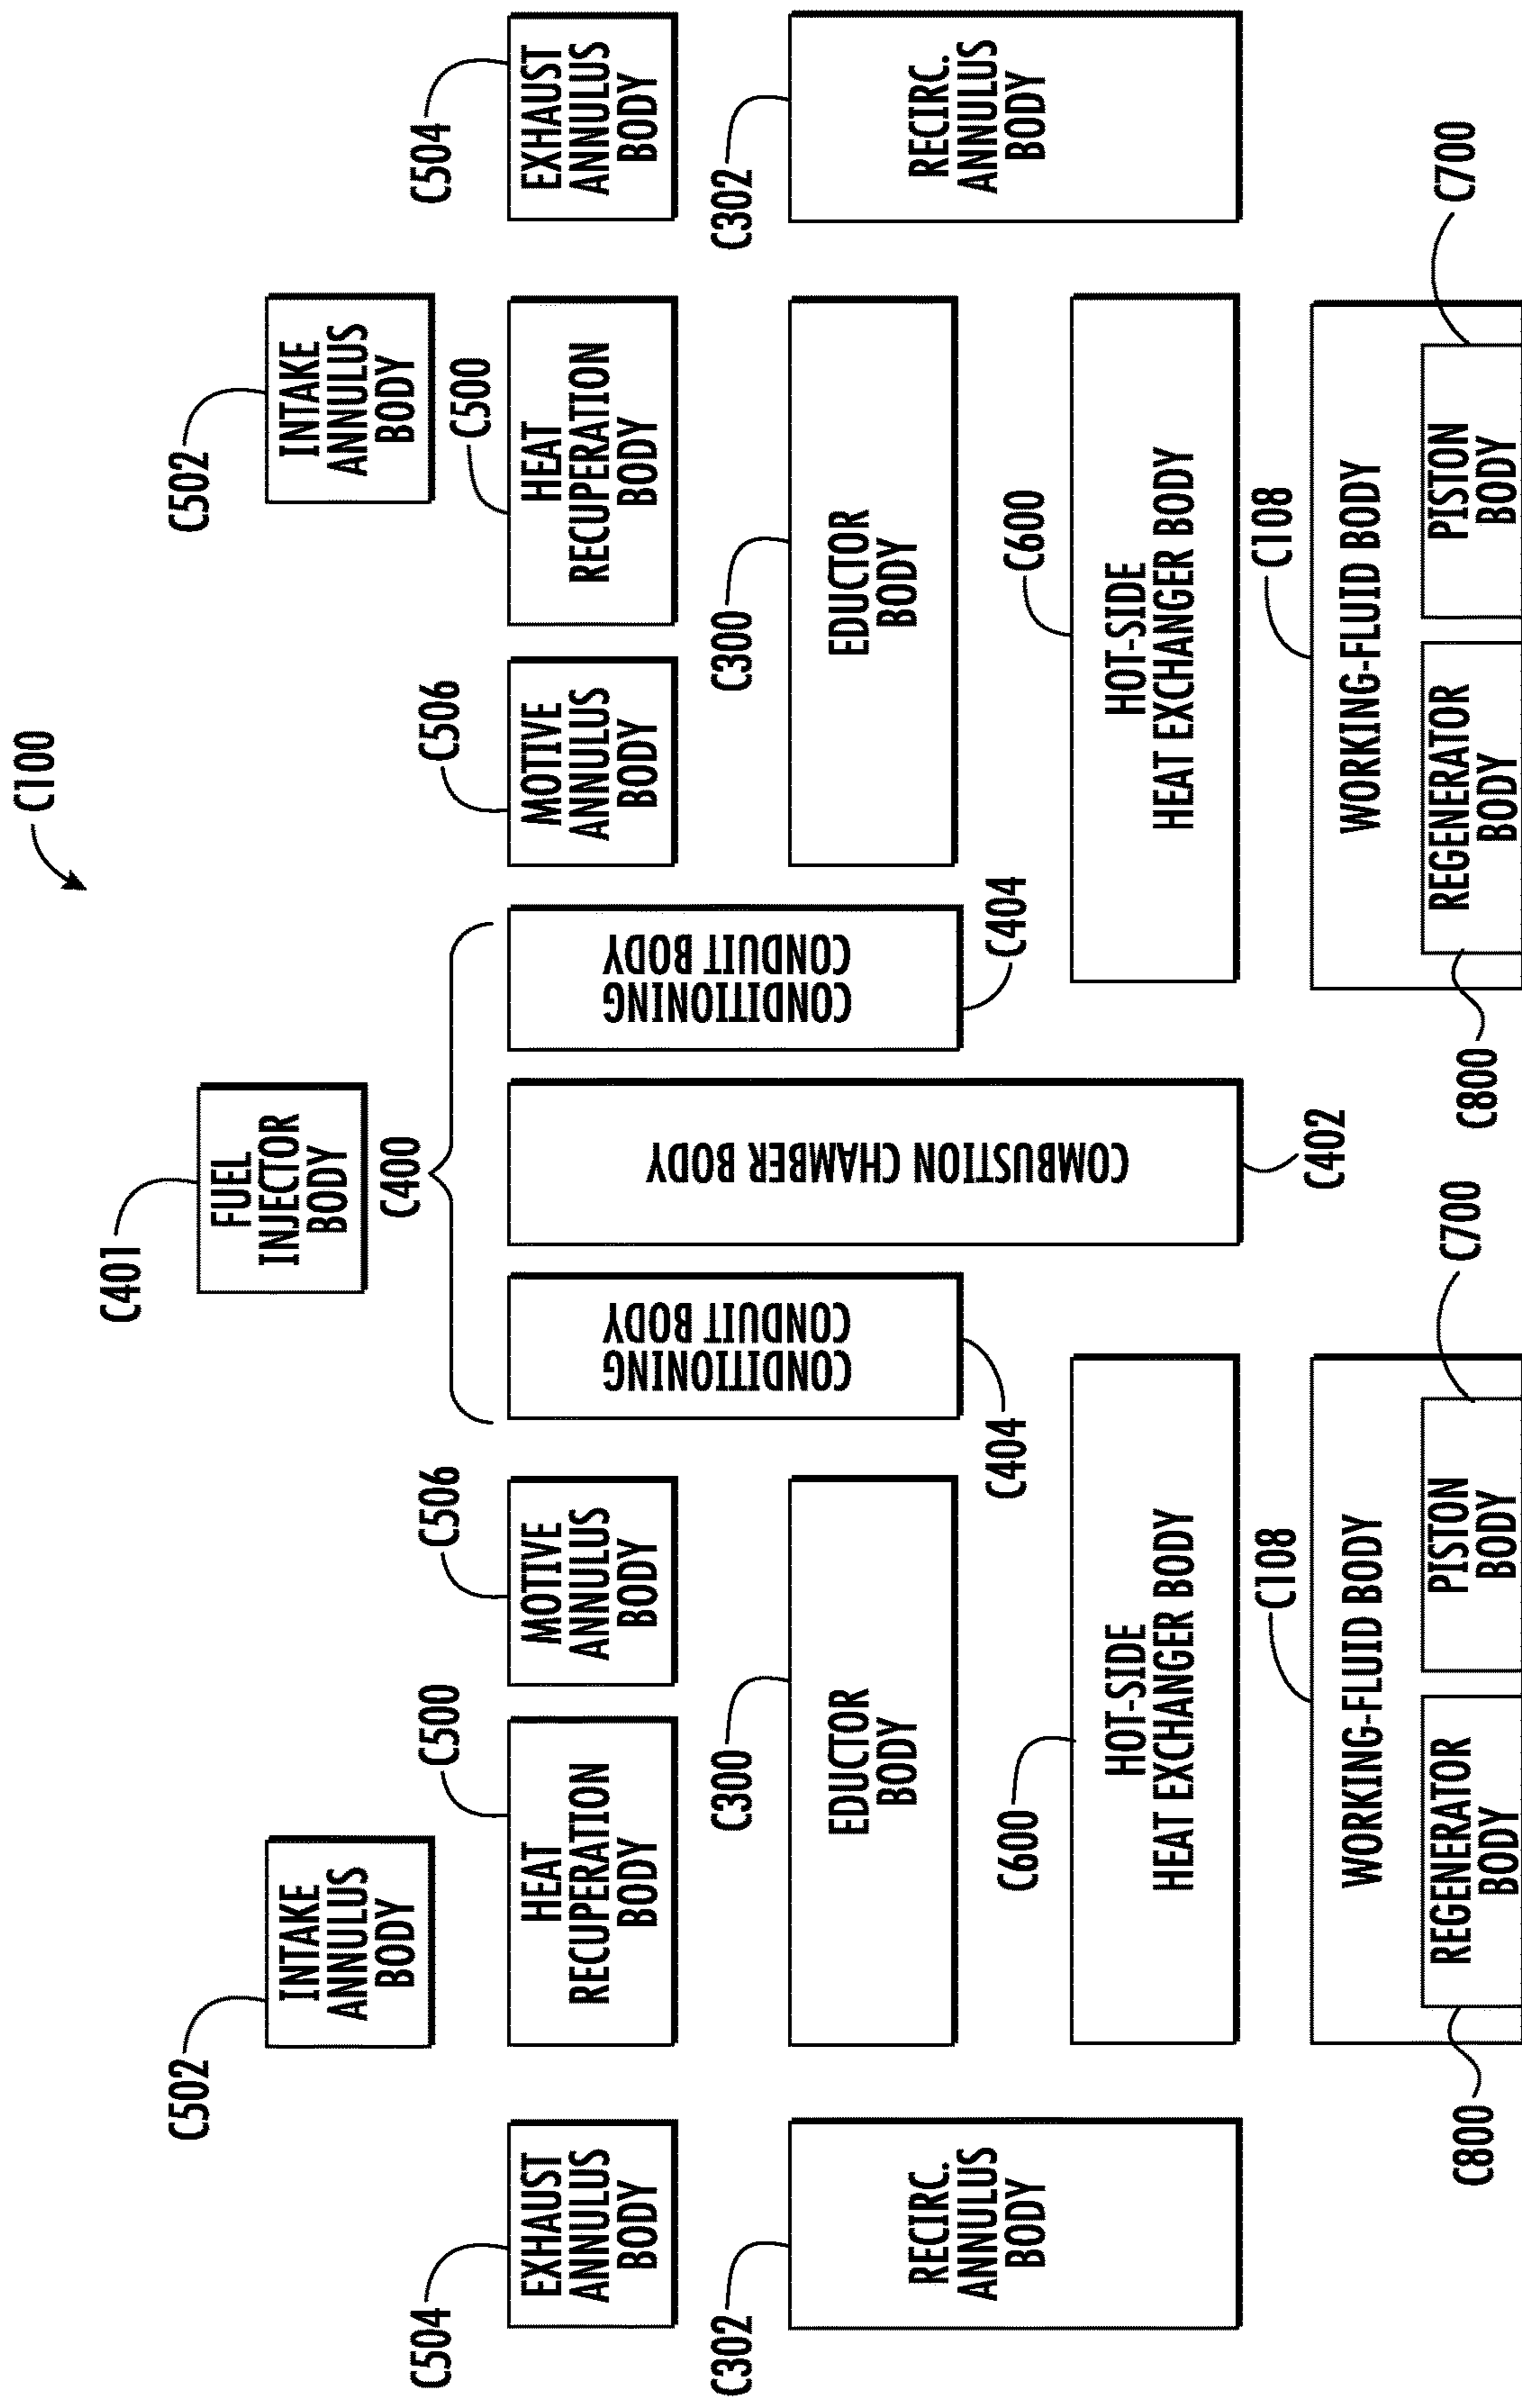 C100
C401
FUEL
INJECTOR
BODY
C502
INTAKE
ANNULUS
BODY
C502
INTAKE
ANNULUS
BODY
C400
C504
EXHAUST
ANNULUS
BODY
C500
HEAT
RECUPERATION
BODY
C506
MOTIVE
ANNULUS
BODY
CONDITIONING
CONDUIT BODY
C404
COMBUSTION CHAMBER BODY
C402
CONDITIONING
CONDUIT BODY
C404
C506
MOTIVE
ANNULUS
BODY
C500
HEAT
RECUPERATION
BODY
C504
EXHAUST
ANNULUS
BODY
C302
RECIRC.
ANNULUS
BODY
C300
EDUCTOR
BODY
C300
EDUCTOR
BODY
C302
RECIRC.
ANNULUS
BODY
C600
HOT-SIDE
HEAT EXCHANGER BODY
C600
HOT-SIDE
HEAT EXCHANGER BODY
C108
WORKING-FLUID BODY
C800
REGENERATOR
BODY
C700
PISTON
BODY
C108
WORKING-FLUID BODY
C800
REGENERATOR
BODY
C700
PISTON
BODY